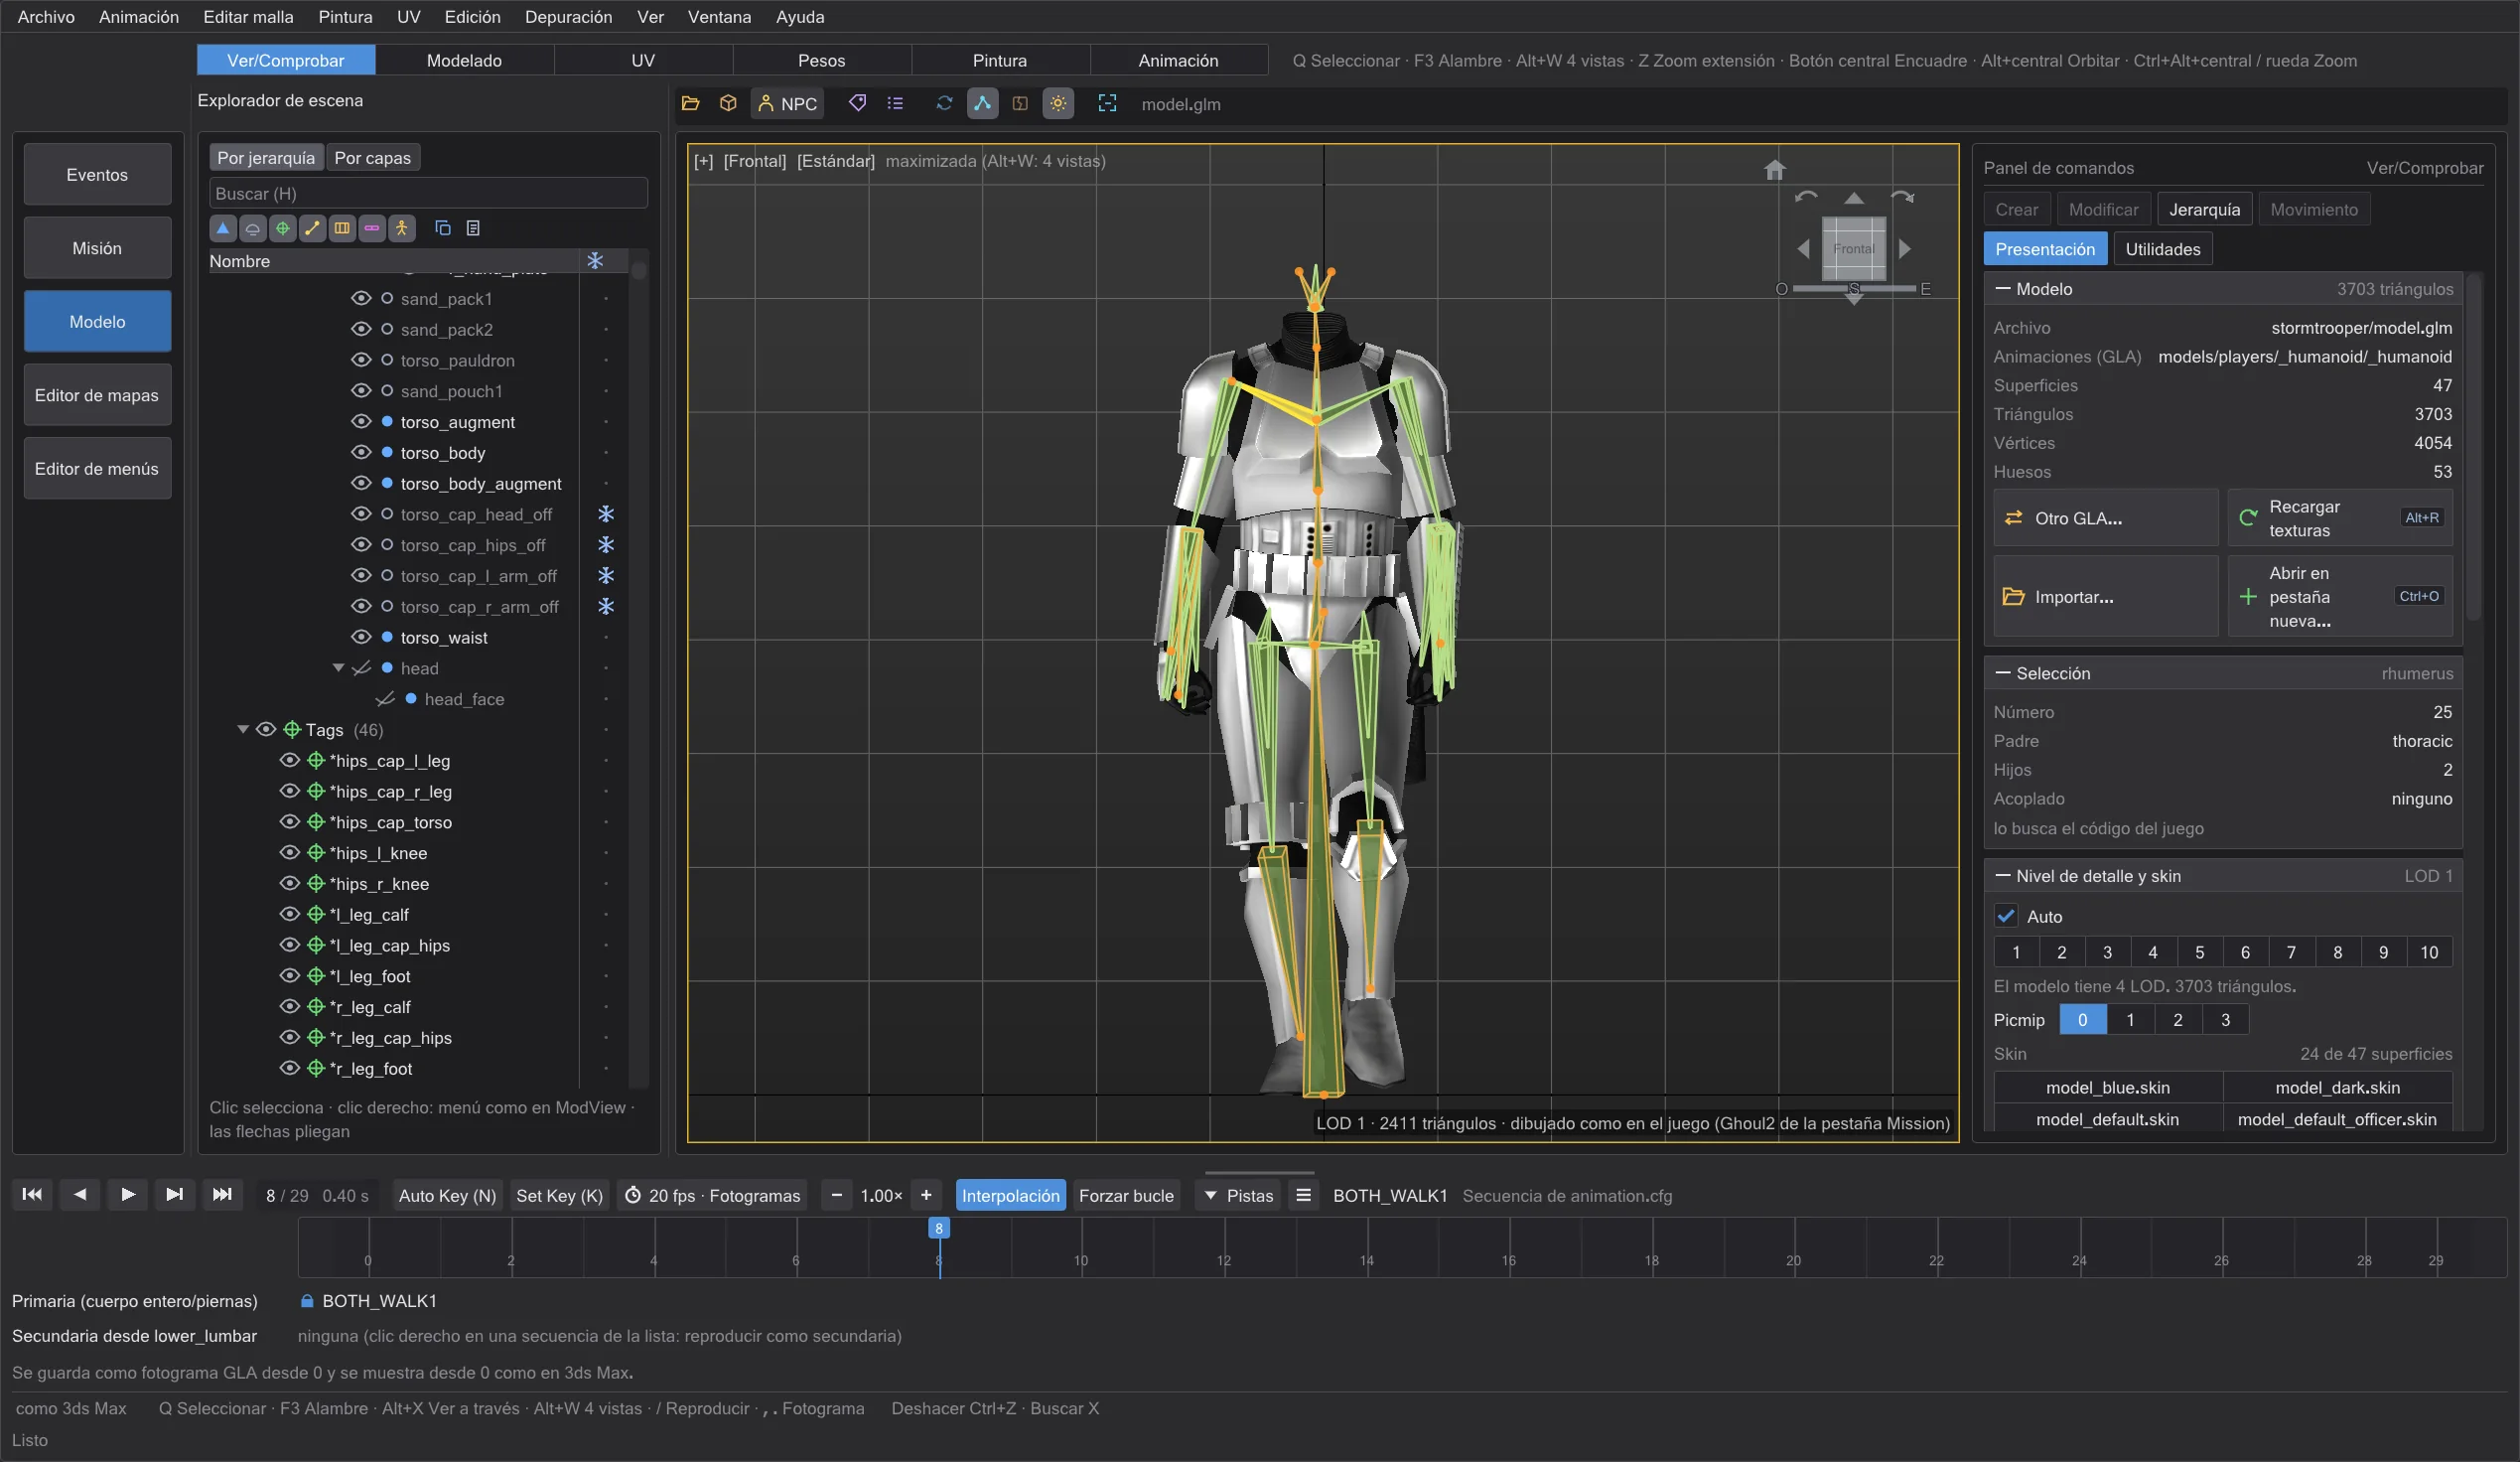 Archivo Animación Editar malla Pintura UV Edición Depuración Ver Ventana Ayuda
Ver/Comprobar Modelado UV Pesos Pintura Animación Q Seleccionar · F3 Alambre · Alt+W 4 vistas · Z Zoom extensión · Botón central Encuadre · Alt+central Orbitar · Ctrl+Alt+central / rueda Zoom
Explorador de escena
NPC model.glm
Eventos
Misión
Modelo
Editor de mapas
Editor de menús
Por jerarquía Por capas
Buscar (H)
Nombre
sand_pack1
sand_pack2
torso_pauldron
sand_pouch1
torso_augment
torso_body
torso_body_augment
torso_cap_head_off
torso_cap_hips_off
torso_cap_l_arm_off
torso_cap_r_arm_off
torso_waist
head
head_face
Tags (46)
*hips_cap_l_leg
*hips_cap_r_leg
*hips_cap_torso
*hips_l_knee
*hips_r_knee
*l_leg_calf
*l_leg_cap_hips
*l_leg_foot
*r_leg_calf
*r_leg_cap_hips
*r_leg_foot
Clic selecciona · clic derecho: menú como en ModView ·
las flechas pliegan
[+] [Frontal] [Estándar] maximizada (Alt+W: 4 vistas)
Frontal
O S E
LOD 1 · 2411 triángulos · dibujado como en el juego (Ghoul2 de la pestaña Mission)
Panel de comandos Ver/Comprobar
Crear Modificar Jerarquía Movimiento
Presentación Utilidades
Modelo 3703 triángulos
Archivo stormtrooper/model.glm
Animaciones (GLA) models/players/_humanoid/_humanoid
Superficies 47
Triángulos 3703
Vértices 4054
Huesos 53
Otro GLA...
Recargar texturas Alt+R
Importar...
Abrir en pestaña nueva... Ctrl+O
Selección rhumerus
Número 25
Padre thoracic
Hijos 2
Acoplado ninguno
lo busca el código del juego
Nivel de detalle y skin LOD 1
Auto
1 2 3 4 5 6 7 8 9 10
El modelo tiene 4 LOD. 3703 triángulos.
Picmip 0 1 2 3
Skin 24 de 47 superficies
model_blue.skin model_dark.skin
model_default.skin model_default_officer.skin
8 / 29 0.40 s Auto Key (N) Set Key (K) 20 fps · Fotogramas − 1.00× + Interpolación Forzar bucle Pistas BOTH_WALK1 Secuencia de animation.cfg
8
0 2 4 6 8 10 12 14 16 18 20 22 24 26 28 29
Primaria (cuerpo entero/piernas) BOTH_WALK1
Secundaria desde lower_lumbar ninguna (clic derecho en una secuencia de la lista: reproducir como secundaria)
Se guarda como fotograma GLA desde 0 y se muestra desde 0 como en 3ds Max.
como 3ds Max Q Seleccionar · F3 Alambre · Alt+X Ver a través · Alt+W 4 vistas · / Reproducir · , . Fotograma Deshacer Ctrl+Z · Buscar X
Listo